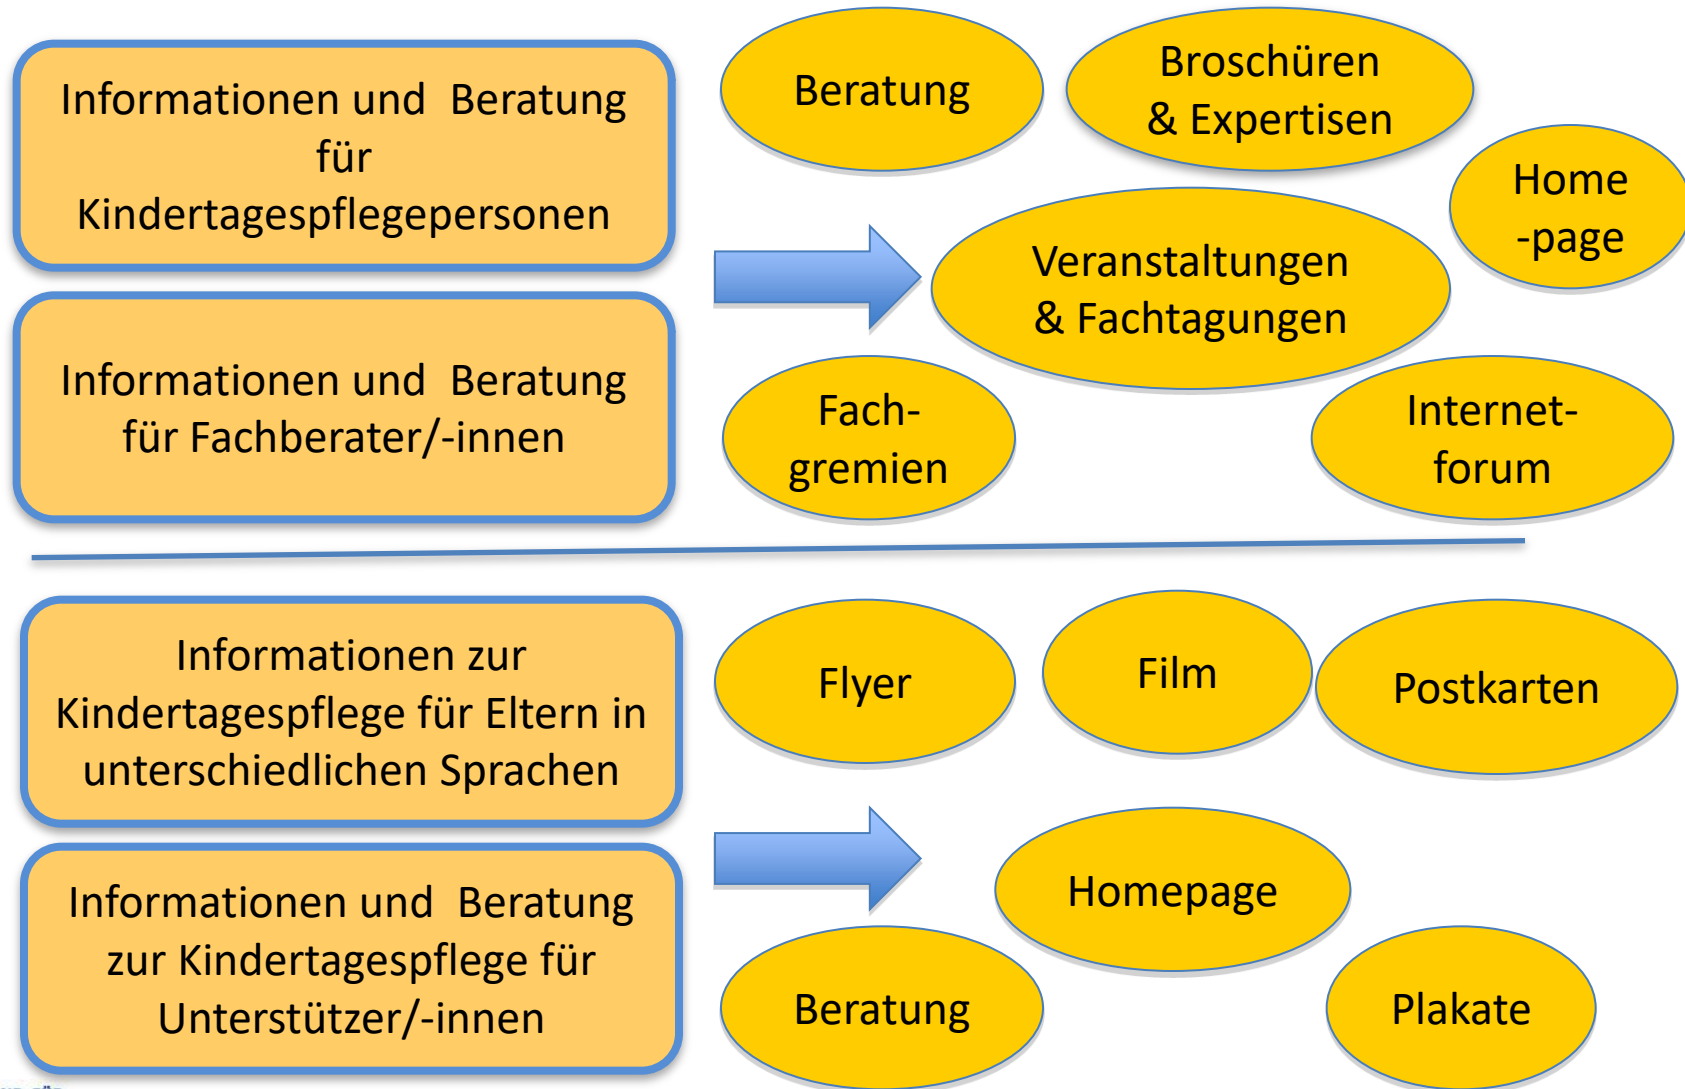 Informationen und Beratung
für
Kindertagespflegepersonen
Informationen und Beratung
für Fachberater/-innen
Beratung
Broschüren
& Expertisen
Home
-page
Veranstaltungen
& Fachtagungen
Fach-
gremien
Internet-
forum
Informationen zur
Kindertagespflege für Eltern in
unterschiedlichen Sprachen
Informationen und Beratung
zur Kindertagespflege für
Unterstützer/-innen
Flyer
Film
Postkarten
Homepage
Beratung
Plakate